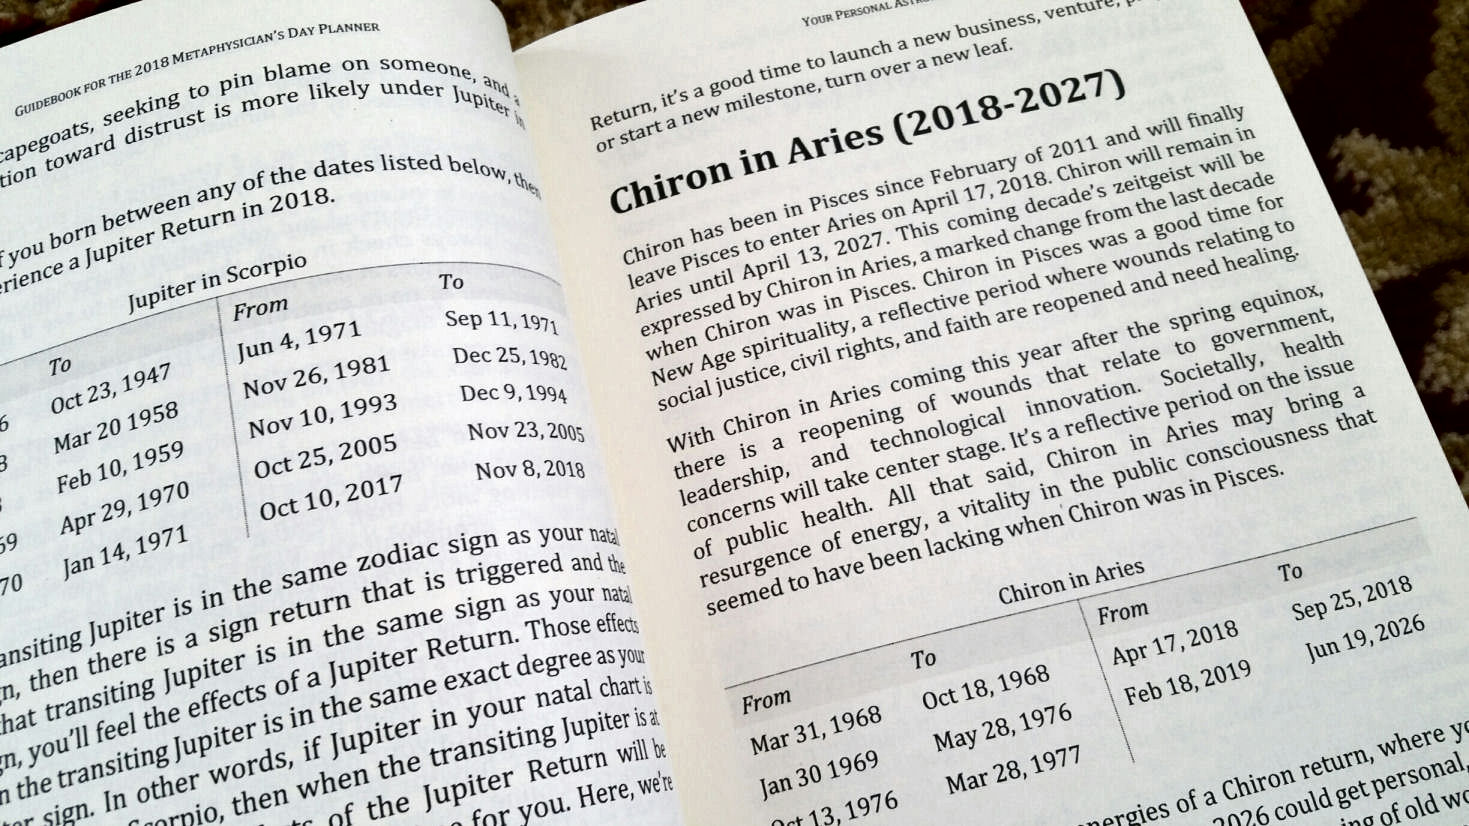 GUIDEBOOK FOR THE 2018 METAPHYSICIAN'S DAY PLANNER
capegoats, seeking to pin blame on someone, and a
tion toward distrust is more likely under Jupiter in
f you born between any of the dates listed below, then
erience a Jupiter Return in 2018.
Jupiter in Scorpio
To From To
6 Oct 23, 1947 Jun 4, 1971 Sep 11, 1971
8 Mar 20 1958 Nov 26, 1981 Dec 25, 1982
Feb 10, 1959 Nov 10, 1993 Dec 9, 1994
59 Apr 29, 1970 Oct 25, 2005 Nov 23, 2005
70 Jan 14, 1971 Oct 10, 2017 Nov 8, 2018
ansiting Jupiter is in the same zodiac sign as your natal
n, then there is a sign return that is triggered and the
hat transiting Jupiter is in the same sign as your natal
gn, you'll feel the effects of a Jupiter Return. Those effects
n the transiting Jupiter is in the same exact degree as your
ter sign. In other words, if Jupiter in your natal chart is
Scorpio, then when the transiting Jupiter is at
of the Jupiter Return will be
for you. Here, we're
YOUR PERSONAL
Return, it's a good time to launch a new business, venture,
or start a new milestone, turn over a new leaf.
Chiron in Aries (2018-2027)
Chiron has been in Pisces since February of 2011 and will finally
leave Pisces to enter Aries on April 17, 2018. Chiron will remain in
Aries until April 13, 2027. This coming decade's zeitgeist will be
expressed by Chiron in Aries, a marked change from the last decade
when Chiron was in Pisces. Chiron in Pisces was a good time for
New Age spirituality, a reflective period where wounds relating to
social justice, civil rights, and faith are reopened and need healing.
With Chiron in Aries coming this year after the spring equinox,
there is a reopening of wounds that relate to government,
leadership, and technological innovation. Societally, health
concerns will take center stage. It's a reflective period on the issue
of public health. All that said, Chiron in Aries may bring a
resurgence of energy, a vitality in the public consciousness that
seemed to have been lacking when Chiron was in Pisces.
Chiron in Aries
From To From To
Mar 31, 1968 Oct 18, 1968 Apr 17, 2018 Sep 25, 2018
Jan 30 1969 May 28, 1976 Feb 18, 2019 Jun 19, 2026
Oct 13, 1976 Mar 28, 1977
nergies of a Chiron return, where yo
2026 could get personal,
ing of old wo